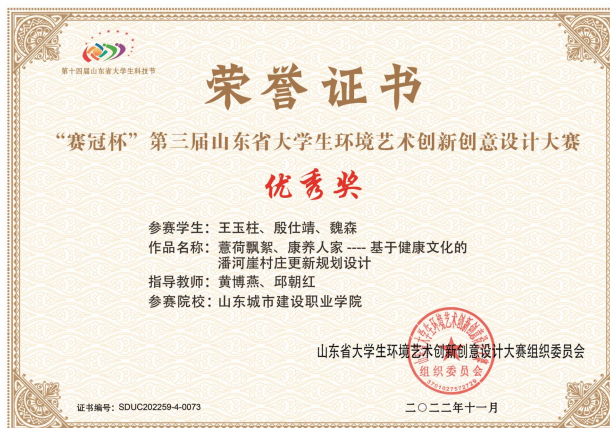 第十四届山东省大学生科技节
荣誉证书
“赛冠杯”第三届山东省大学生环境艺术创新创意设计大赛
优秀奖
参赛学生：王玉柱、殷仕靖、魏森
作品名称：薏荷飘絮、康养人家 ---- 基于健康文化的
潘河崖村庄更新规划设计
指导教师：黄博燕、邱朝红
参赛院校：山东城市建设职业学院
山东省大学生环境艺术创新创意设计大赛组织委员会
组织委员会
证书编号：SDUC202259-4-0073
二〇二二年十一月